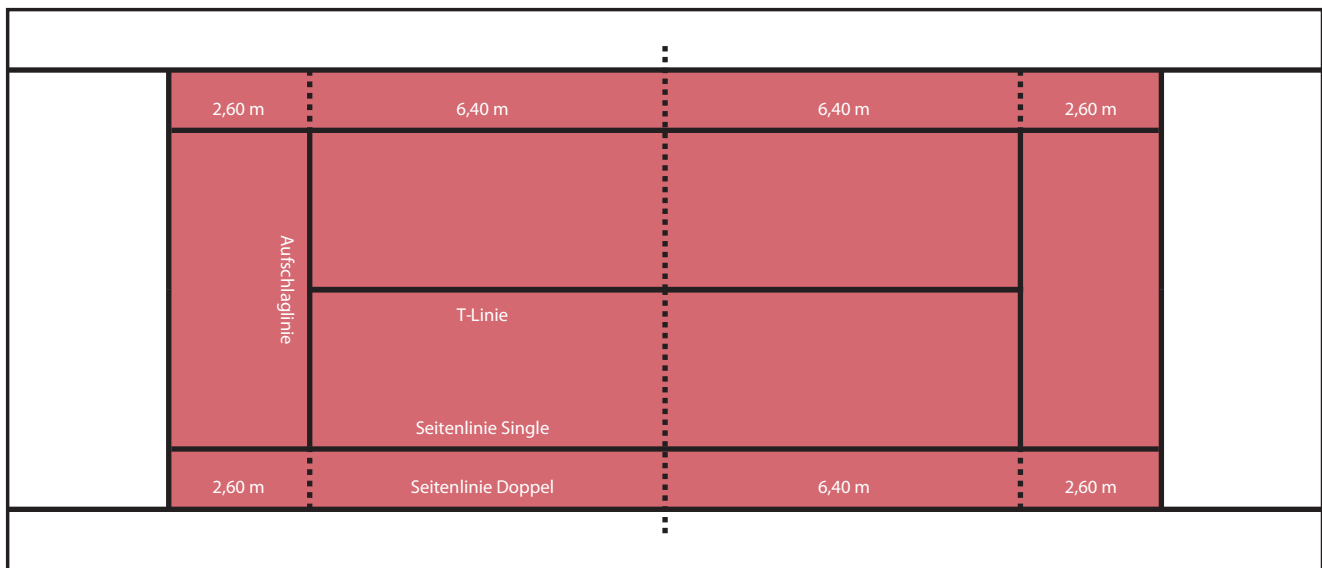 2,60 m
6,40 m
6,40 m
2,60 m
Aufschlaglinie
T-Linie
Seitenlinie Single
2,60 m
Seitenlinie Doppel
6,40 m
2,60 m